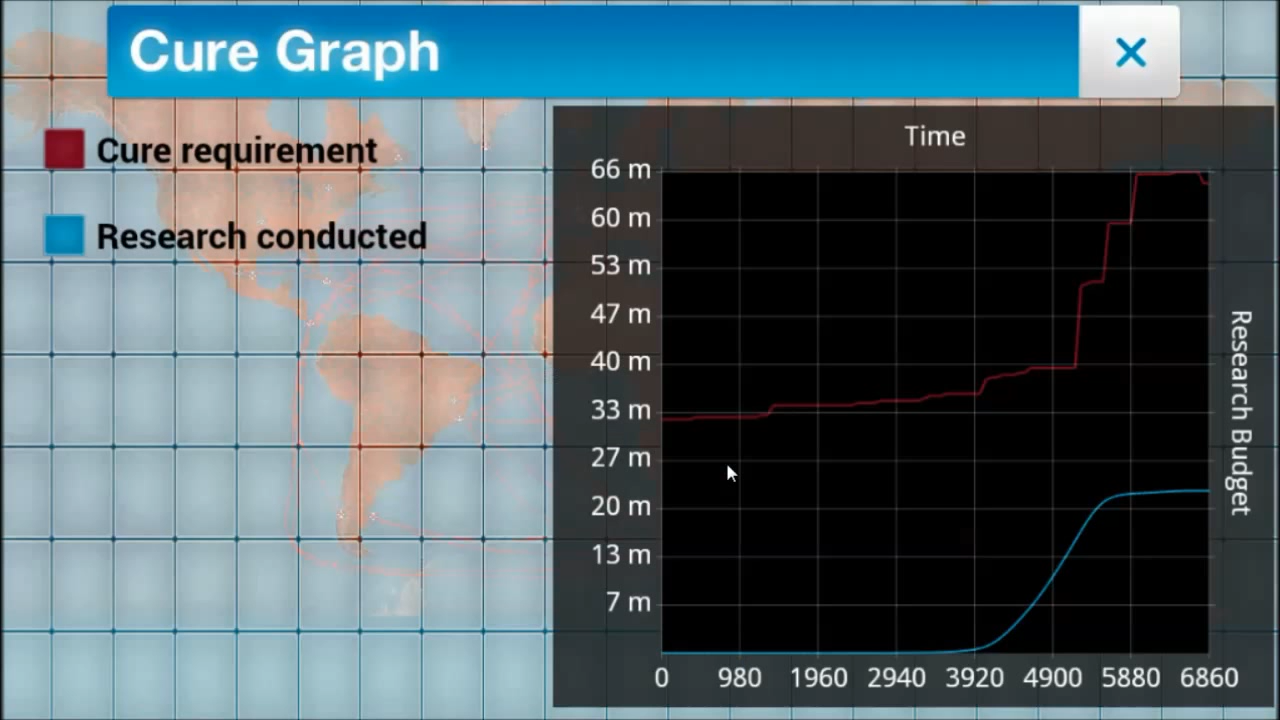 Cure Graph
Cure requirement
Research conducted
Time
66 m
60 m
53 m
47 m
40 m
33 m
27 m
20 m
13 m
7 m
0 980 1960 2940 3920 4900 5880 6860
Research Budget